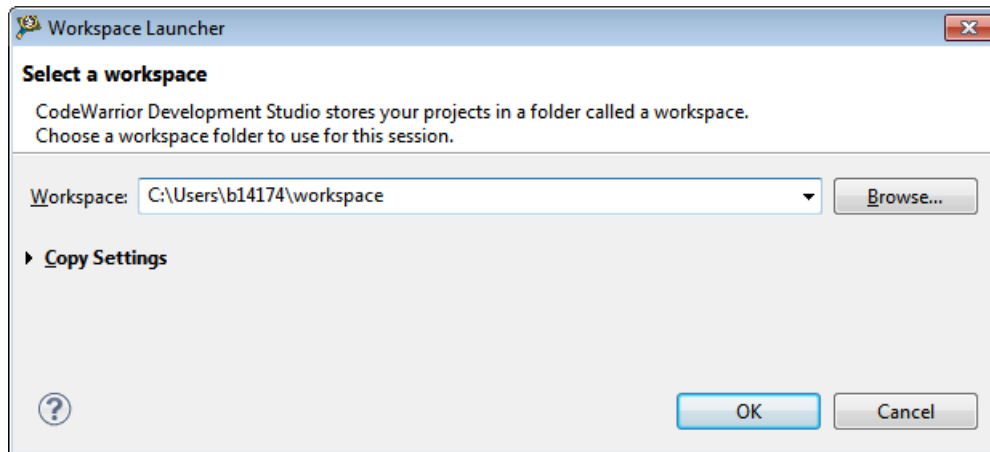 Workspace Launcher
Select a workspace
CodeWarrior Development Studio stores your projects in a folder called a workspace.
Choose a workspace folder to use for this session.
Workspace: C:\Users\b14174\workspace Browse...
Copy Settings
OK Cancel